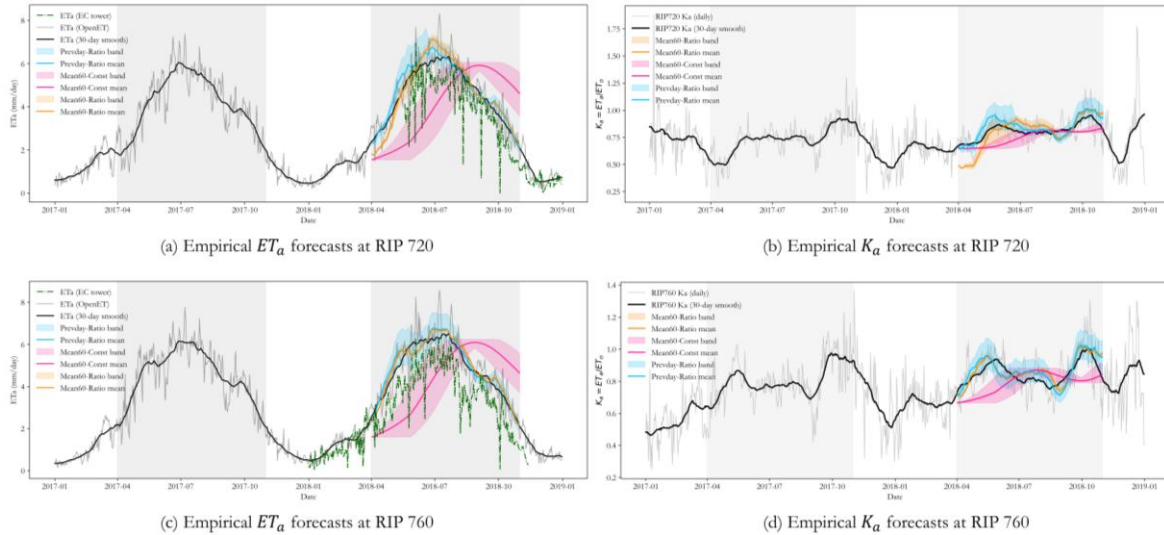 ETa (EC tower)
ETa (OpenET)
ETa (30-day smooth)
Prevday-Ratio band
Prevday-Ratio mean
Mean60-Const band
Mean60-Const mean
Mean60-Ratio band
Mean60-Ratio mean
ETa (mm/day)
8
6
4
2
0
2017-01 2017-04 2017-07 2017-10 2018-01 2018-04 2018-07 2018-10 2019-01
Date
(a) Empirical ETₐ forecasts at RIP 720
RIP720 Ka (daily)
RIP720 Ka (30-day smooth)
Mean60-Ratio band
Mean60-Ratio mean
Mean60-Const band
Mean60-Const mean
Prevday-Ratio band
Prevday-Ratio mean
Kₐ = ETₐ/ETₒ
1.75
1.50
1.25
1.00
0.75
0.50
0.25
2017-01 2017-04 2017-07 2017-10 2018-01 2018-04 2018-07 2018-10 2019-01
Date
(b) Empirical Kₐ forecasts at RIP 720
ETa (EC tower)
ETa (OpenET)
ETa (30-day smooth)
Prevday-Ratio band
Prevday-Ratio mean
Mean60-Const band
Mean60-Const mean
Mean60-Ratio band
Mean60-Ratio mean
ETa (mm/day)
8
6
4
2
0
2017-01 2017-04 2017-07 2017-10 2018-01 2018-04 2018-07 2018-10 2019-01
Date
(c) Empirical ETₐ forecasts at RIP 760
RIP760 Ka (daily)
RIP760 Ka (30-day smooth)
Mean60-Ratio band
Mean60-Ratio mean
Mean60-Const band
Mean60-Const mean
Prevday-Ratio band
Prevday-Ratio mean
Kₐ = ETₐ/ETₒ
1.4
1.2
1.0
0.8
0.6
0.4
0.2
2017-01 2017-04 2017-07 2017-10 2018-01 2018-04 2018-07 2018-10 2019-01
Date
(d) Empirical Kₐ forecasts at RIP 760